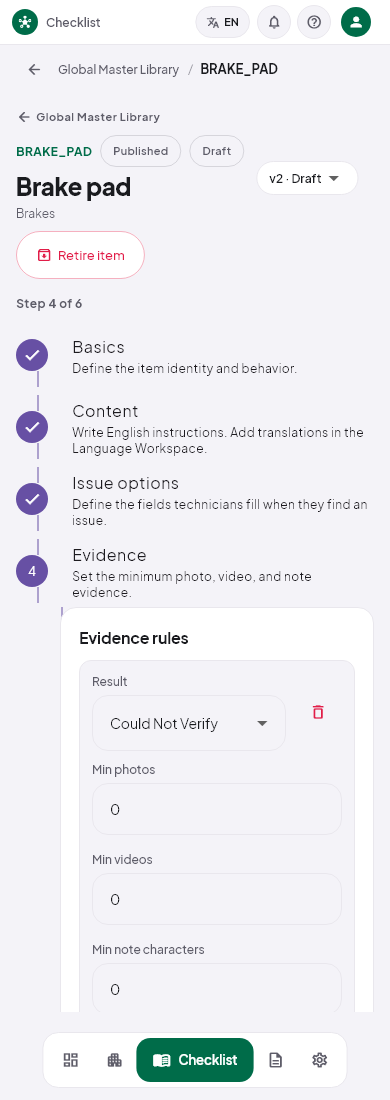 Checklist
EN
Global Master Library / BRAKE_PAD
Global Master Library
BRAKE_PAD Published Draft
Brake pad
v2 · Draft
Brakes
Retire item
Step 4 of 6
Basics
Define the item identity and behavior.
Content
Write English instructions. Add translations in the
Language Workspace.
Issue options
Define the fields technicians fill when they find an
issue.
4
Evidence
Set the minimum photo, video, and note
evidence.
Evidence rules
Result
Could Not Verify
Min photos
0
Min videos
0
Min note characters
0
Checklist